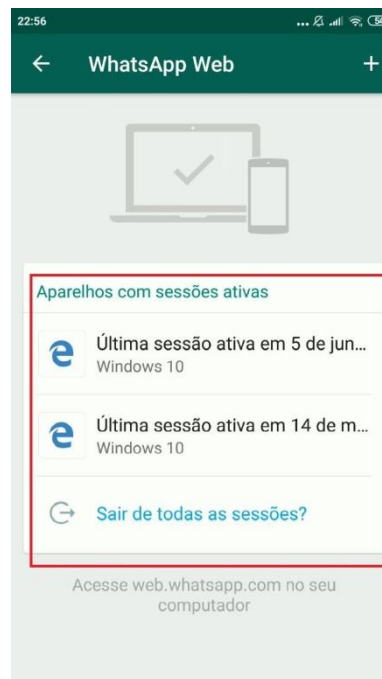 22:56
WhatsApp Web
Aparelhos com sessões ativas
Última sessão ativa em 5 de jun...
Windows 10
Última sessão ativa em 14 de m...
Windows 10
Sair de todas as sessões?
Acesse web.whatsapp.com no seu
computador